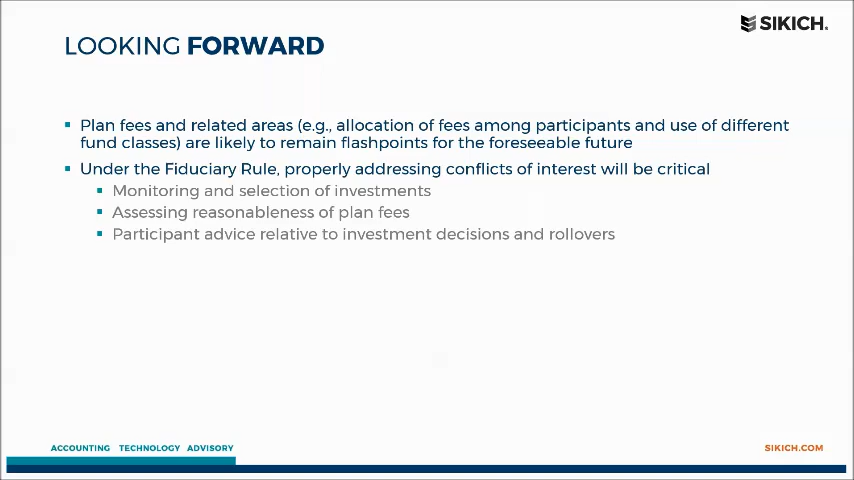 SIKICH.
LOOKING FORWARD
Plan fees and related areas (e.g., allocation of fees among participants and use of different
fund classes) are likely to remain flashpoints for the foreseeable future
Under the Fiduciary Rule, properly addressing conflicts of interest will be critical
Monitoring and selection of investments
Assessing reasonableness of plan fees
Participant advice relative to investment decisions and rollovers
ACCOUNTING TECHNOLOGY ADVISORY
SIKICH.COM